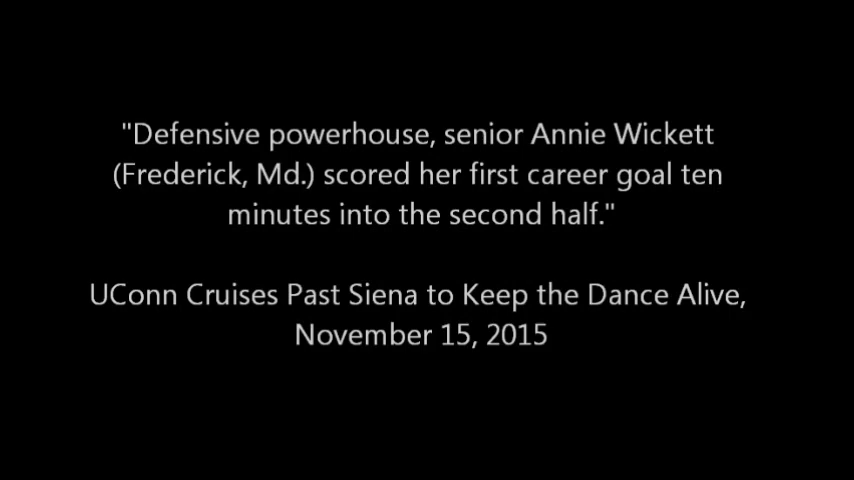 "Defensive powerhouse, senior Annie Wickett
(Frederick, Md.) scored her first career goal ten
minutes into the second half."
UConn Cruises Past Siena to Keep the Dance Alive,
November 15, 2015